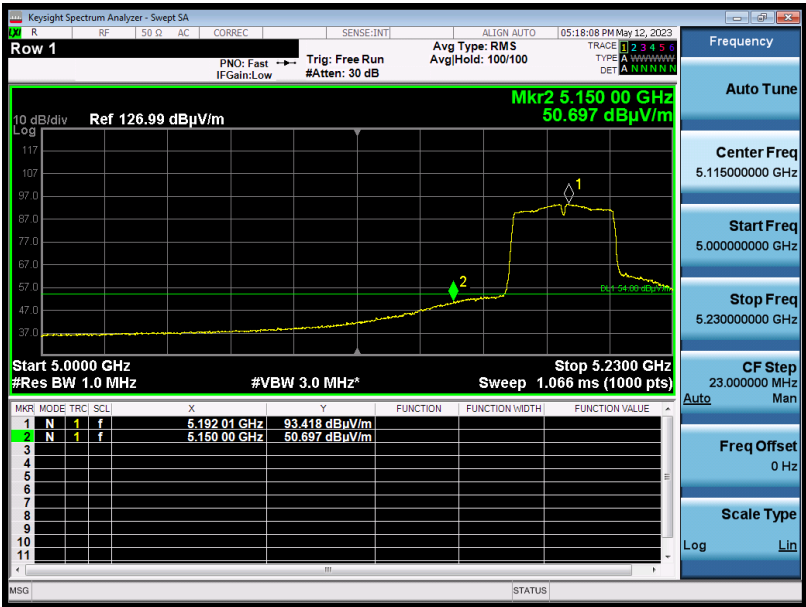 Keysight Spectrum Analyzer - Swept SA
R RF 50 Ω AC CORREC SENSE:INT ALIGN AUTO 05:18:08 PM May 12, 2023
Row 1
PNO: Fast
IFGain:Low
Trig: Free Run
#Atten: 30 dB
Avg Type: RMS
Avg|Hold: 100/100
TRACE 1 2 3 4 5 6
TYPE A WWWWW
DET A N N N N N
Mkr2 5.150 00 GHz
50.697 dBµV/m
10 dB/div Ref 126.99 dBµV/m
Log
117
107
97.0
87.0
77.0
67.0
57.0
47.0
37.0
1
2
DL1 54.00 dBµV/m
Start 5.0000 GHz Stop 5.2300 GHz
#Res BW 1.0 MHz #VBW 3.0 MHz* Sweep 1.066 ms (1000 pts)
MKR MODE TRC SCL X Y FUNCTION FUNCTION WIDTH FUNCTION VALUE
1 N 1 f 5.192 01 GHz 93.418 dBµV/m
2 N 1 f 5.150 00 GHz 50.697 dBµV/m
3
4
5
6
7
8
9
10
11
MSG STATUS
Frequency
Auto Tune
Center Freq
5.115000000 GHz
Start Freq
5.000000000 GHz
Stop Freq
5.230000000 GHz
CF Step
23.000000 MHz
Auto Man
Freq Offset
0 Hz
Scale Type
Log Lin